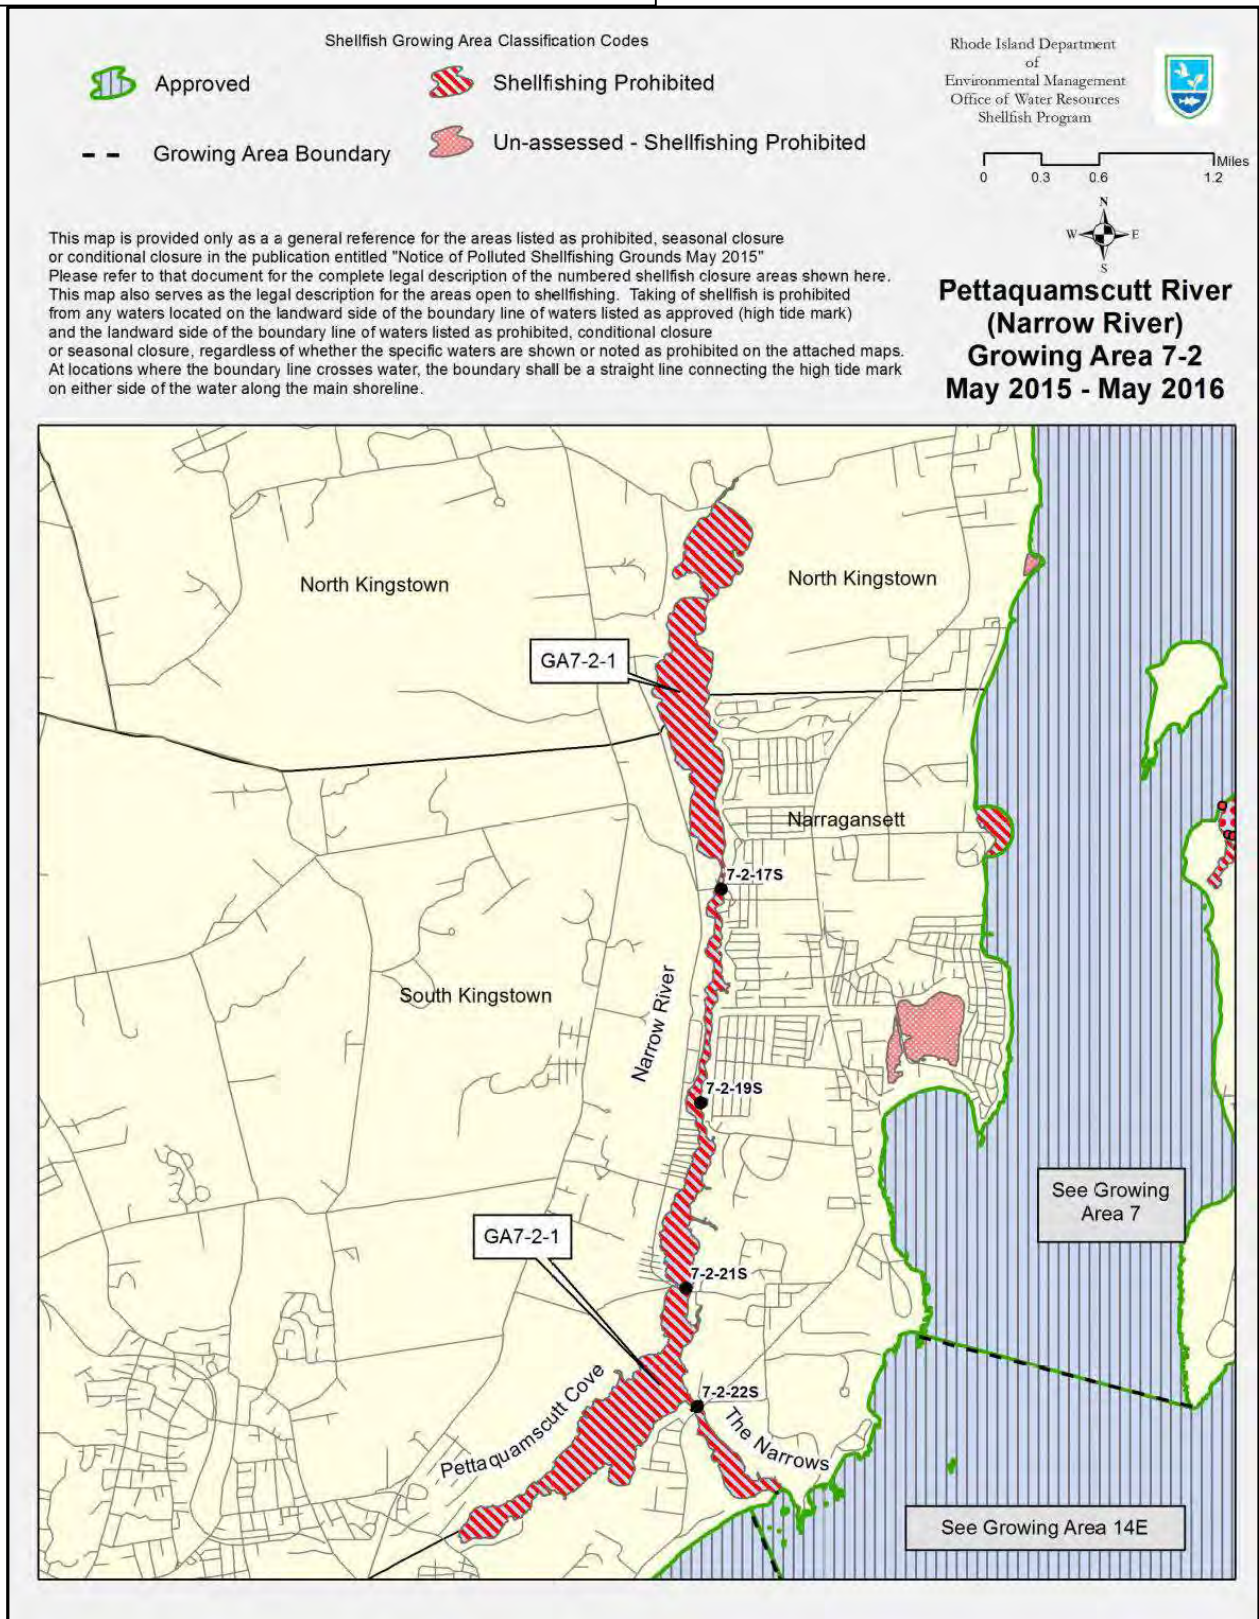 Shellfish Growing Area Classification Codes
Approved
Shellfishing Prohibited
Growing Area Boundary
Un-assessed - Shellfishing Prohibited
Rhode Island Department
of
Environmental Management
Office of Water Resources
Shellfish Program
Miles
0 0.3 0.6 1.2
N
W E
S
This map is provided only as a a general reference for the areas listed as prohibited, seasonal closure
or conditional closure in the publication entitled "Notice of Polluted Shellfishing Grounds May 2015"
Please refer to that document for the complete legal description of the numbered shellfish closure areas shown here.
This map also serves as the legal description for the areas open to shellfishing. Taking of shellfish is prohibited
from any waters located on the landward side of the boundary line of waters listed as approved (high tide mark)
and the landward side of the boundary line of waters listed as prohibited, conditional closure
or seasonal closure, regardless of whether the specific waters are shown or noted as prohibited on the attached maps.
At locations where the boundary line crosses water, the boundary shall be a straight line connecting the high tide mark
on either side of the water along the main shoreline.
Pettaquamscutt River
(Narrow River)
Growing Area 7-2
May 2015 - May 2016
North Kingstown
North Kingstown
GA7-2-1
Narragansett
7-2-17S
South Kingstown
Narrow River
7-2-19S
See Growing
Area 7
GA7-2-1
7-2-21S
7-2-22S
Pettaquamscutt Cove
The Narrows
See Growing Area 14E